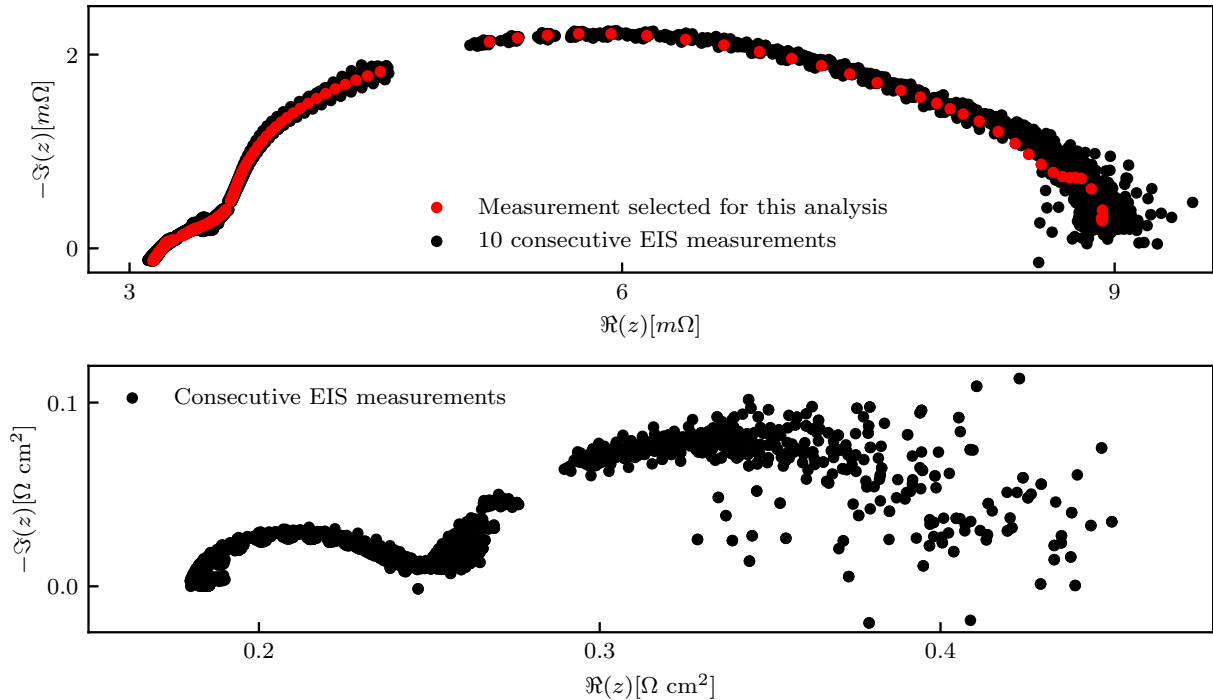 2
1
0
−ℑ(z)[mΩ]
Measurement selected for this analysis
10 consecutive EIS measurements
3
6
9
ℜ(z)[mΩ]
Consecutive EIS measurements
0.1
0.0
−ℑ(z)[Ω cm²]
0.2
0.3
0.4
ℜ(z)[Ω cm²]